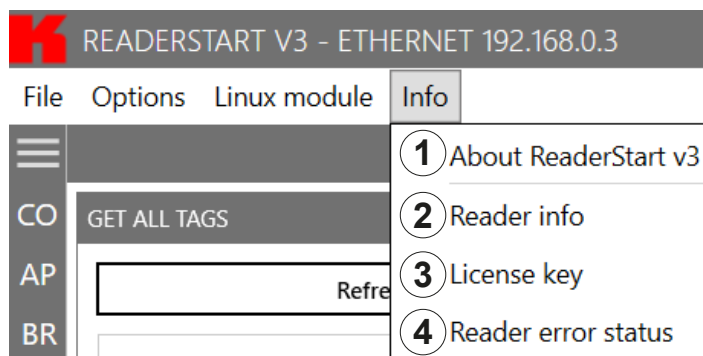 READERSTART V3 - ETHERNET 192.168.0.3
File Options Linux module Info
1 About ReaderStart v3
CO GET ALL TAGS 2 Reader info
AP Refre 3 License key
BR 4 Reader error status